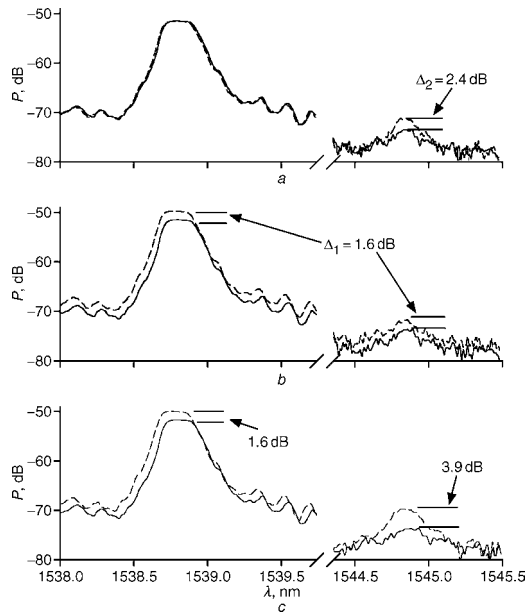 −50
−60
−70
−80
P, dB
Δ₂ = 2.4 dB
a
−50
−60
−70
−80
P, dB
Δ₁ = 1.6 dB
b
−50
−60
−70
−80
P, dB
1.6 dB
3.9 dB
1538.0 1538.5 1539.0 1539.5 1544.5 1545.0 1545.5
λ, nm
c